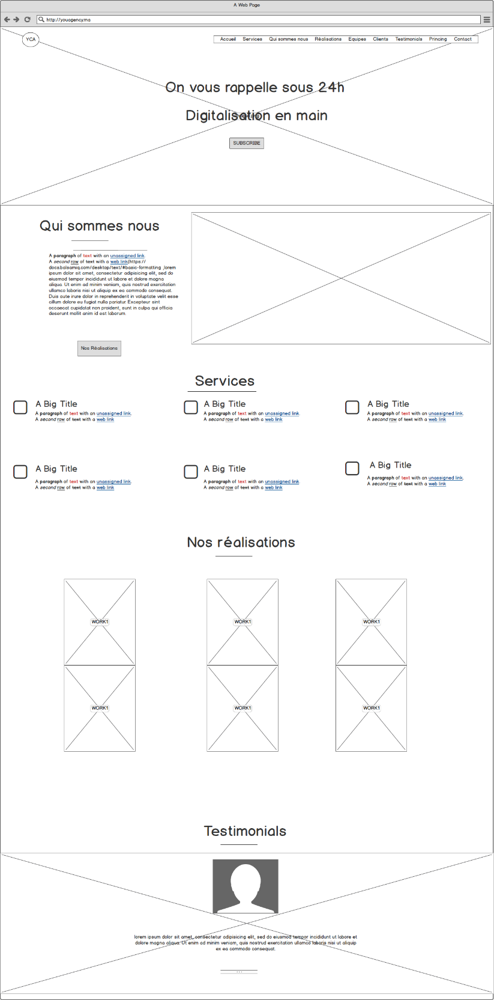 A Web Page
http://youagency.ma
YCA
Accueil Services Qui sommes nous Réalisations Equipes Clients Testimonials Princing Contact
On vous rappelle sous 24h
Digitalisation en main
SUBSCRIBE
Qui sommes nous
A paragraph of text with an unassigned link.
A second row of text with a web link(https://
docs.balsamiq.com/desktop/text/#basic-formatting ,lorem
ipsum dolor sit amet, consectetur adipisicing elit, sed do
eiusmod tempor incididunt ut labore et dolore magna
aliqua. Ut enim ad minim veniam, quis nostrud exercitation
ullamco laboris nisi ut aliquip ex ea commodo consequat.
Duis aute irure dolor in reprehenderit in voluptate velit esse
cillum dolore eu fugiat nulla pariatur. Excepteur sint
occaecat cupidatat non proident, sunt in culpa qui officia
deserunt mollit anim id est laborum.
Nos Réalisations
Services
A Big Title
A paragraph of text with an unassigned link.
A second row of text with a web link
A Big Title
A paragraph of text with an unassigned link.
A second row of text with a web link
A Big Title
A paragraph of text with an unassigned link.
A second row of text with a web link
A Big Title
A paragraph of text with an unassigned link.
A second row of text with a web link
A Big Title
A paragraph of text with an unassigned link.
A second row of text with a web link
A Big Title
A paragraph of text with an unassigned link.
A second row of text with a web link
Nos réalisations
WORK1 WORK1 WORK1
WORK1 WORK1 WORK1
Testimonials
lorem ipsum dolor sit amet, consectetur adipisicing elit, sed do eiusmod tempor incididunt ut labore et
dolore magna aliqua. Ut enim ad minim veniam, quis nostrud exercitation ullamco laboris nisi ut aliquip
ex ea commodo consequat.
...